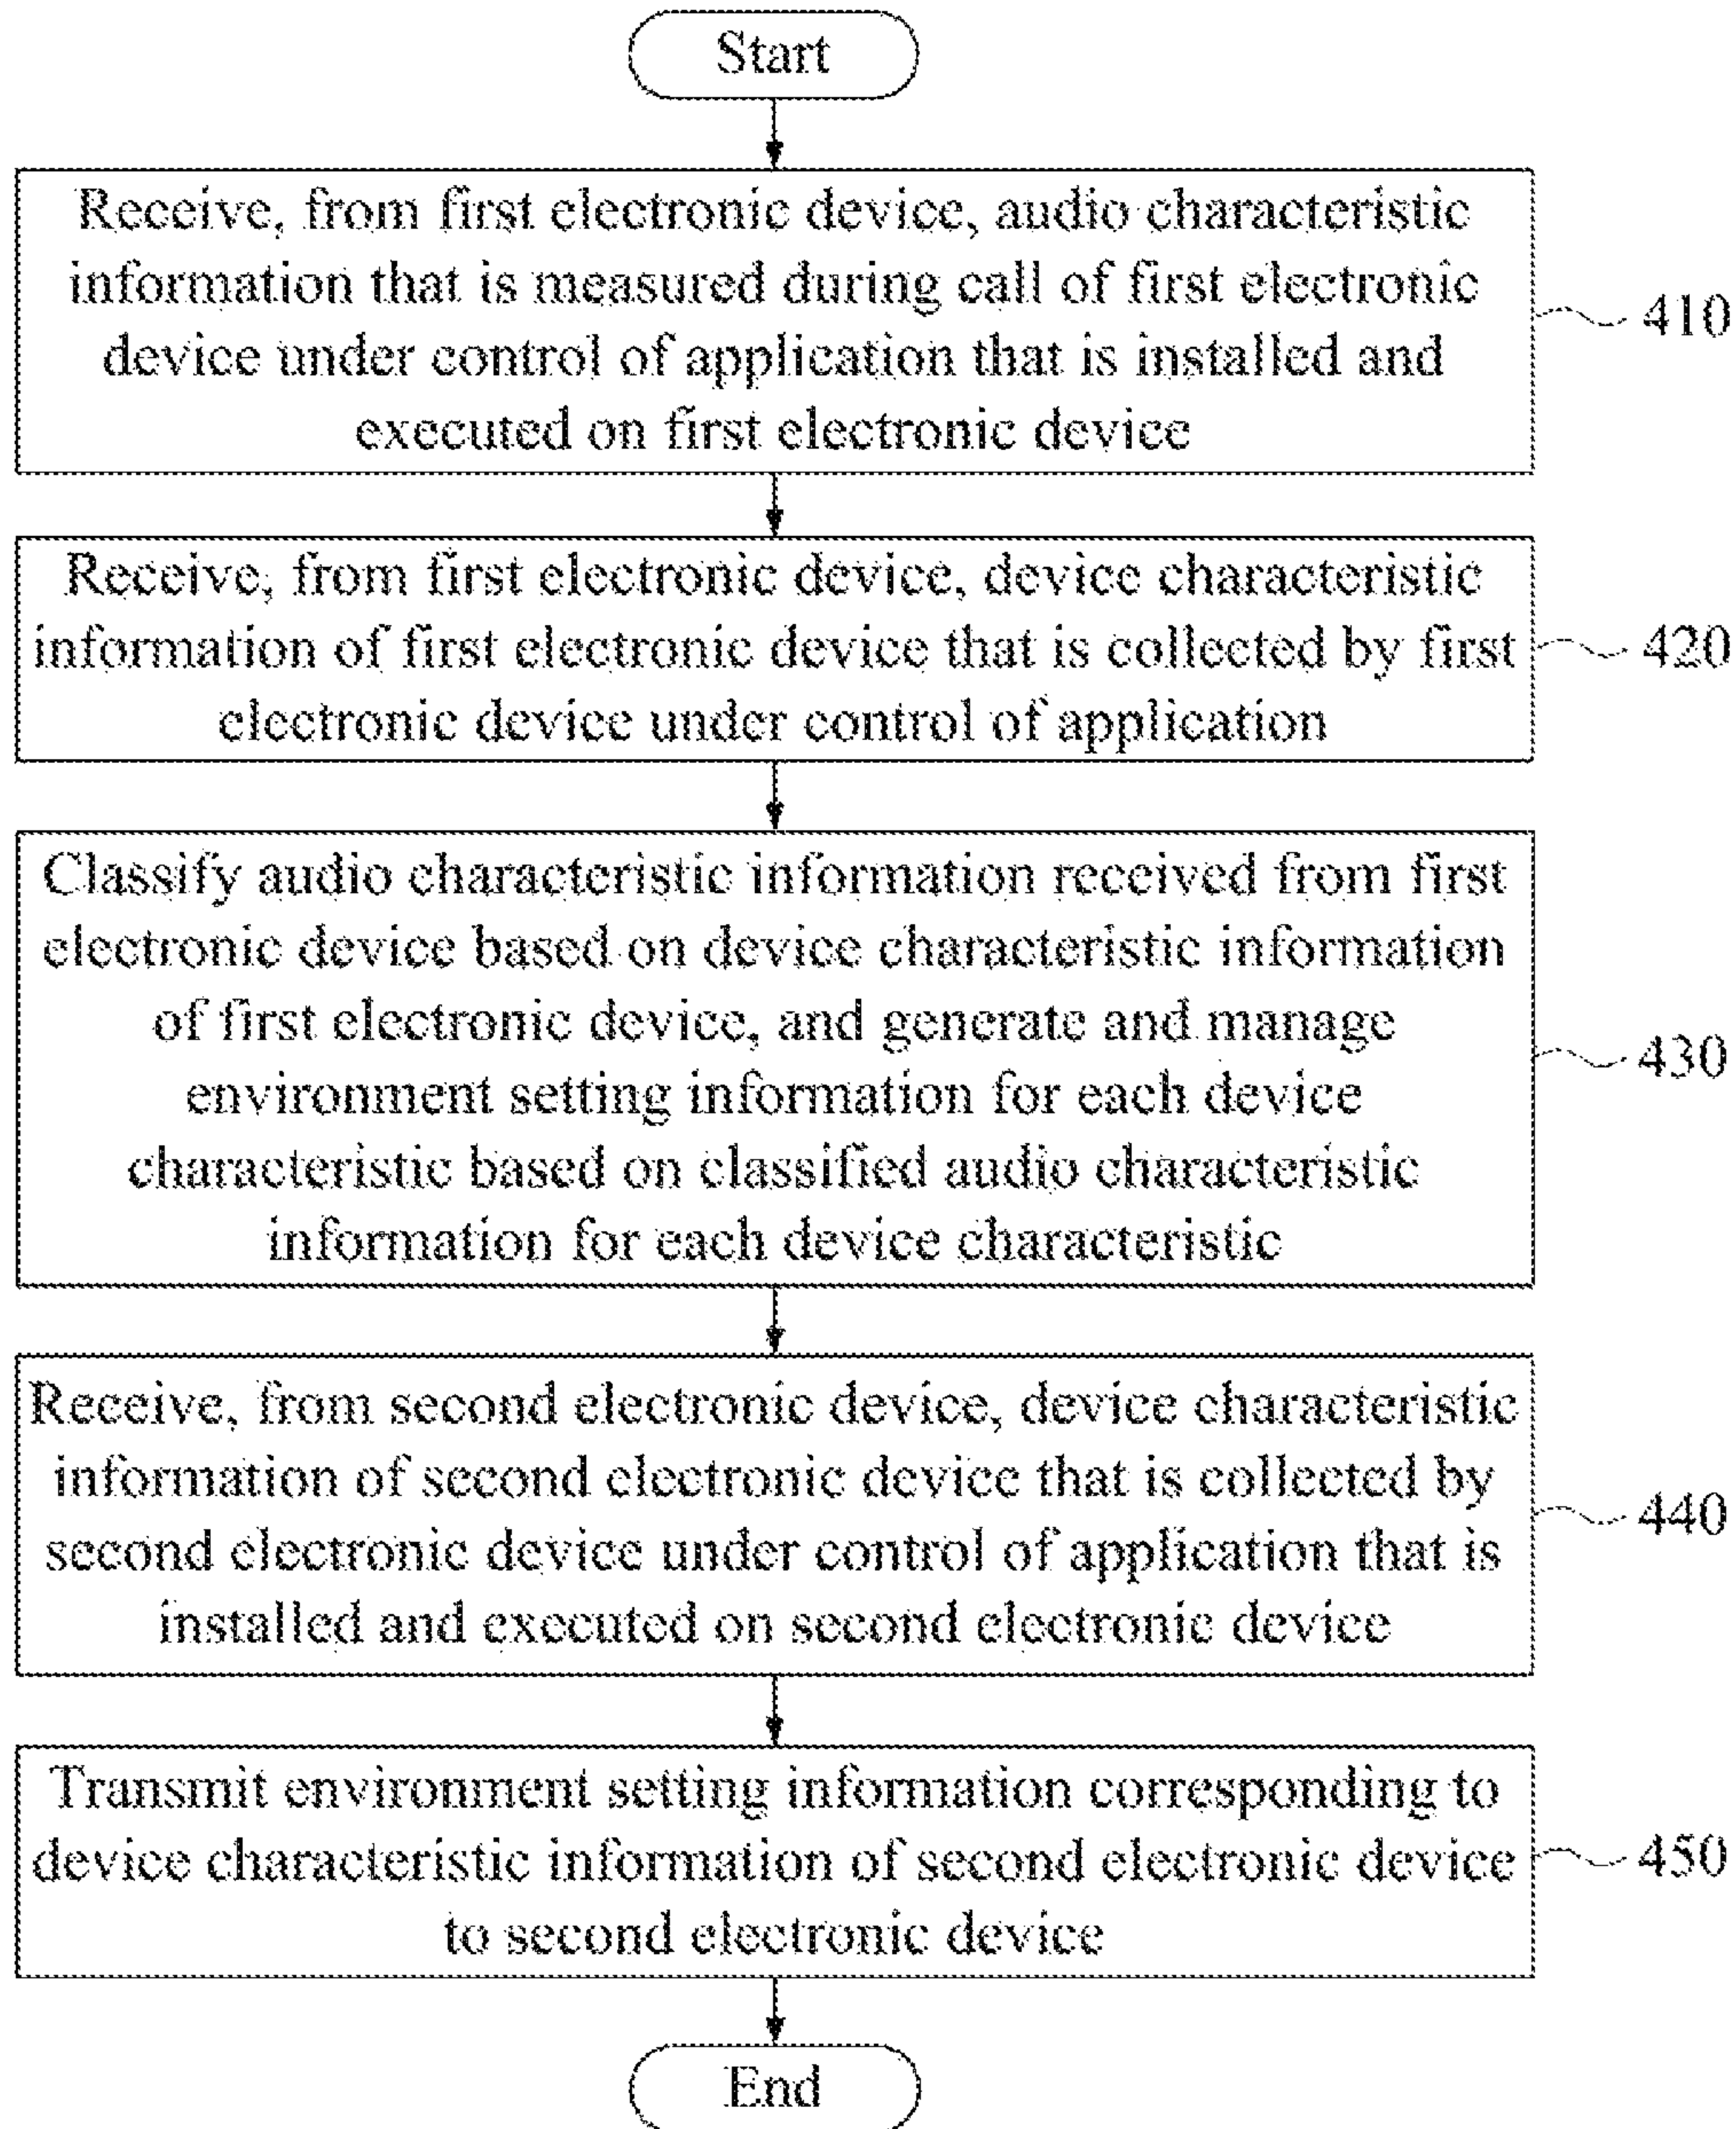 Start
Receive, from first electronic device, audio characteristic
information that is measured during call of first electronic
device under control of application that is installed and
executed on first electronic device
410
Receive, from first electronic device, device characteristic
information of first electronic device that is collected by first
electronic device under control of application
420
Classify audio characteristic information received from first
electronic device based on device characteristic information
of first electronic device, and generate and manage
environment setting information for each device
characteristic based on classified audio characteristic
information for each device characteristic
430
Receive, from second electronic device, device characteristic
information of second electronic device that is collected by
second electronic device under control of application that is
installed and executed on second electronic device
440
Transmit environment setting information corresponding to
device characteristic information of second electronic device
to second electronic device
450
End